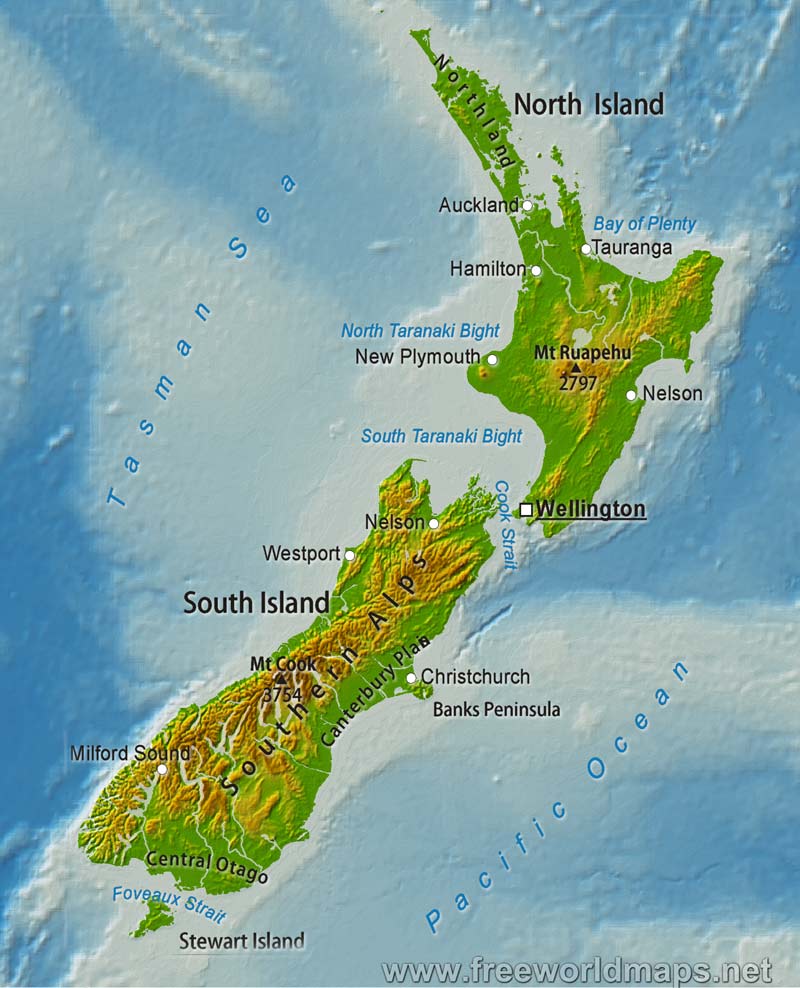 Northland
North Island
Auckland
Bay of Plenty
Tauranga
Hamilton
Tasman Sea
North Taranaki Bight
New Plymouth
Mt Ruapehu
2797
Nelson
South Taranaki Bight
Cook Strait
Wellington
Nelson
Westport
South Island
Southern Alps
Mt Cook
3754
Canterbury Plain
Christchurch
Banks Peninsula
Milford Sound
Pacific Ocean
Central Otago
Foveaux Strait
Stewart Island
www.freeworldmaps.net